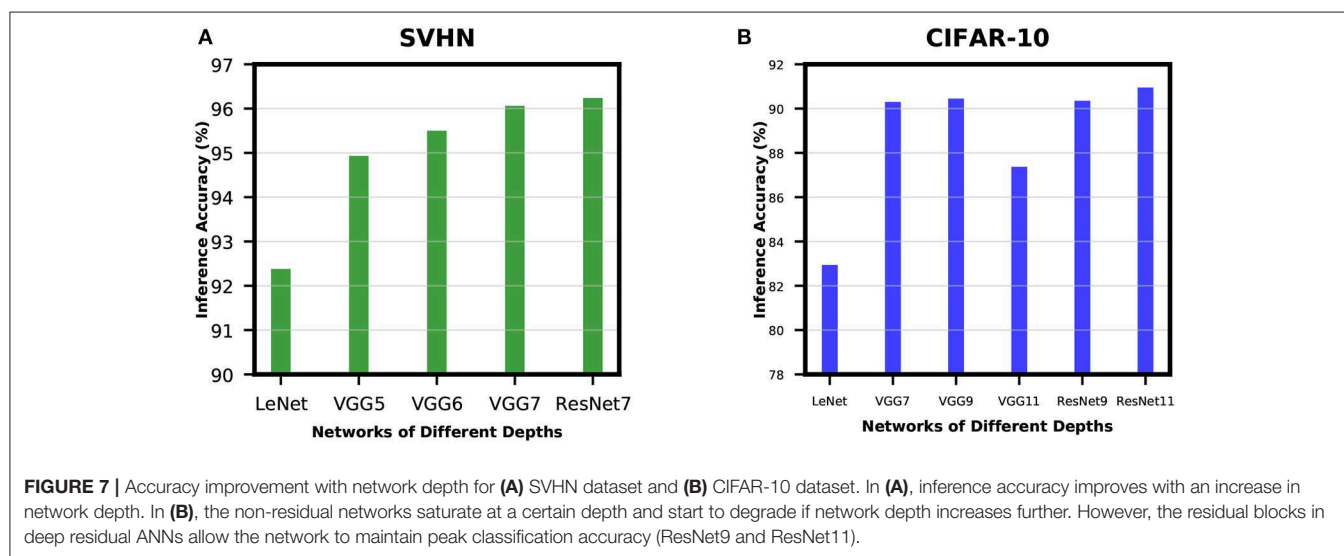 A
SVHN
Inference Accuracy (%)
97
96
95
94
93
92
91
90
LeNet VGG5 VGG6 VGG7 ResNet7
Networks of Different Depths
B
CIFAR-10
Inference Accuracy (%)
92
90
88
86
84
82
80
78
LeNet VGG7 VGG9 VGG11 ResNet9 ResNet11
Networks of Different Depths
FIGURE 7 | Accuracy improvement with network depth for (A) SVHN dataset and (B) CIFAR-10 dataset. In (A), inference accuracy improves with an increase in
network depth. In (B), the non-residual networks saturate at a certain depth and start to degrade if network depth increases further. However, the residual blocks in
deep residual ANNs allow the network to maintain peak classification accuracy (ResNet9 and ResNet11).